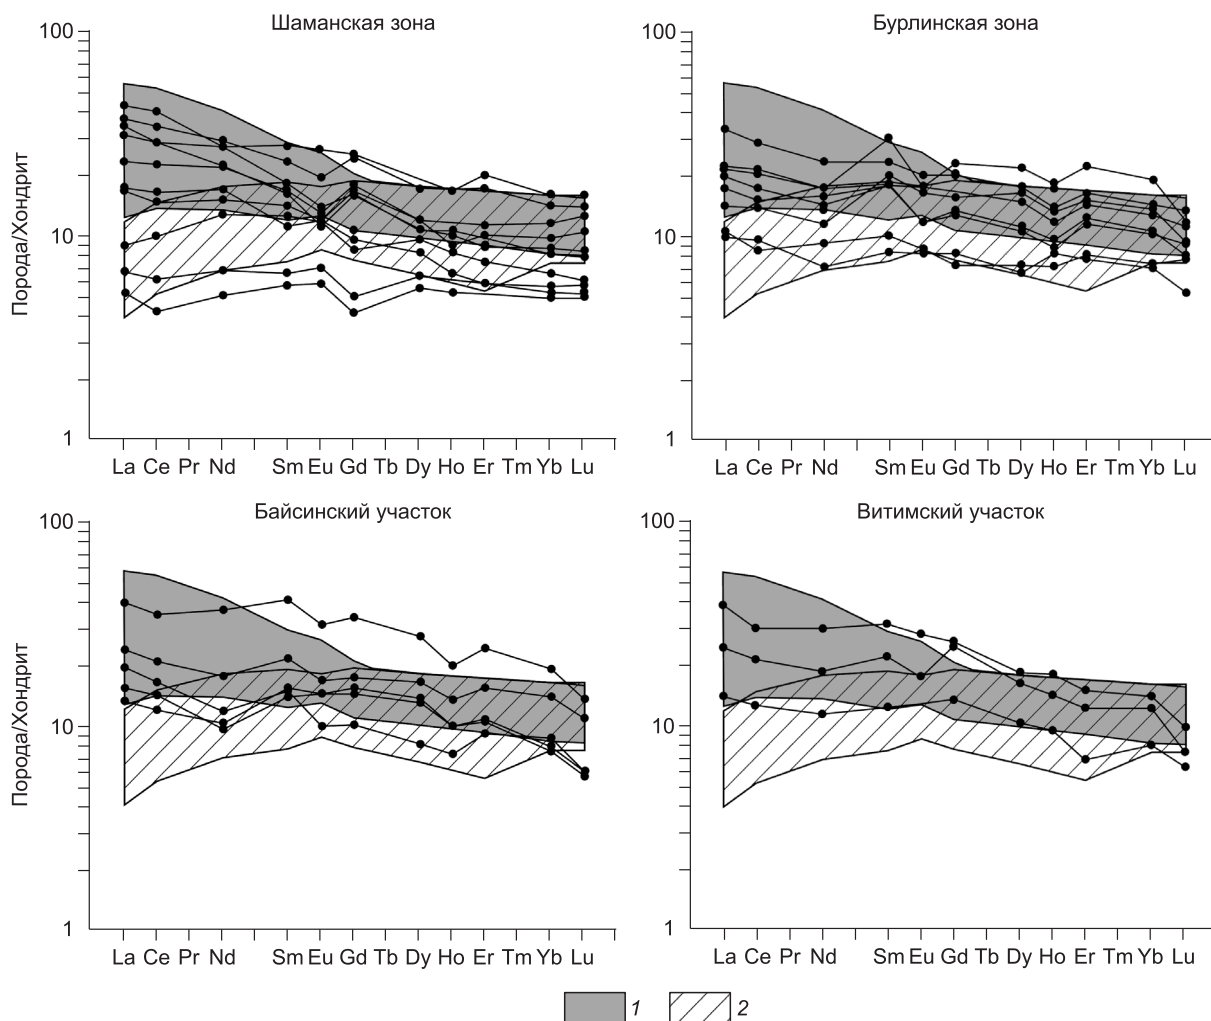 Шаманская зона
Бурлинская зона
100
100
10
10
1
1
Порода/Хондрит
La Ce Pr Nd Sm Eu Gd Tb Dy Ho Er Tm Yb Lu
La Ce Pr Nd Sm Eu Gd Tb Dy Ho Er Tm Yb Lu
Байсинский участок
Витимский участок
100
100
10
10
1
1
Порода/Хондрит
La Ce Pr Nd Sm Eu Gd Tb Dy Ho Er Tm Yb Lu
La Ce Pr Nd Sm Eu Gd Tb Dy Ho Er Tm Yb Lu
1 2